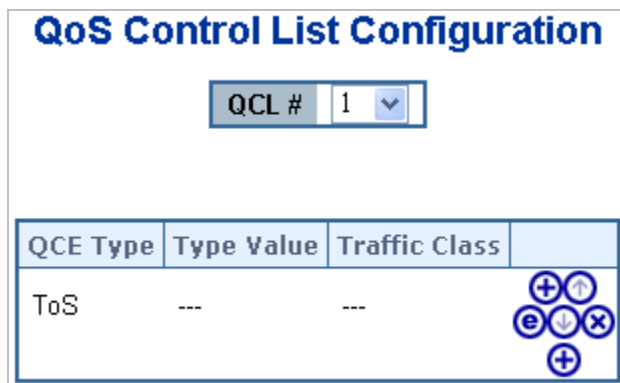 QoS Control List Configuration
QCL # 1
QCE Type Type Value Traffic Class
ToS --- ---
e